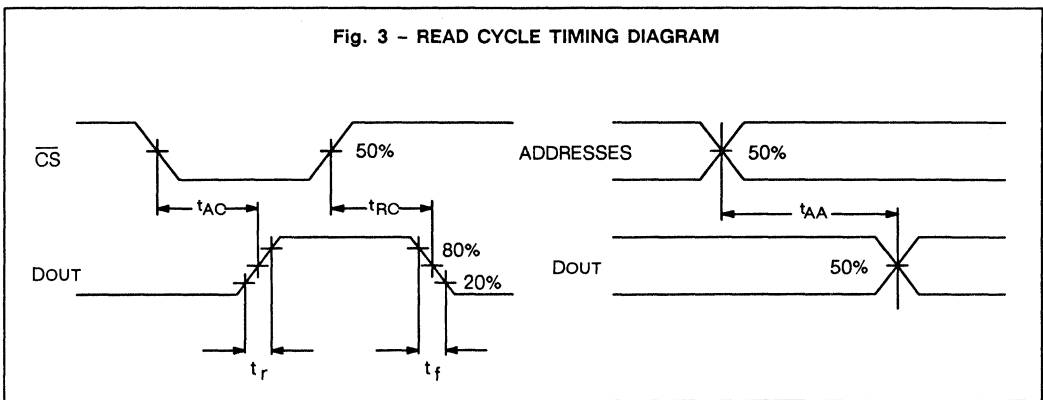 Fig. 3 – READ CYCLE TIMING DIAGRAM
C̅S̅
50%
tAC
tRC
DOUT
80%
20%
tr
tf
ADDRESSES
50%
tAA
DOUT
50%